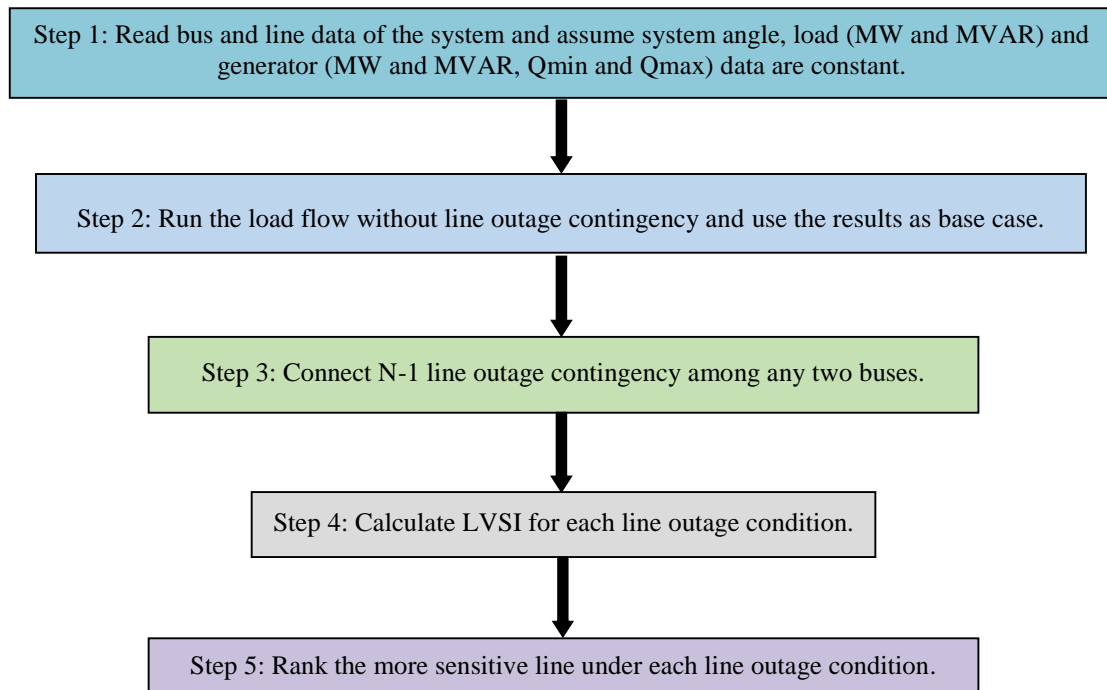 Step 1: Read bus and line data of the system and assume system angle, load (MW and MVAR) and
generator (MW and MVAR, Qmin and Qmax) data are constant.
Step 2: Run the load flow without line outage contingency and use the results as base case.
Step 3: Connect N-1 line outage contingency among any two buses.
Step 4: Calculate LVSI for each line outage condition.
Step 5: Rank the more sensitive line under each line outage condition.